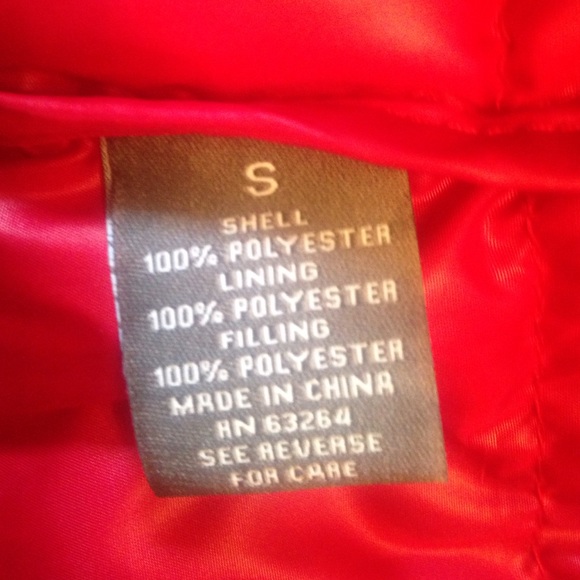 S
SHELL
100% POLYESTER
LINING
100% POLYESTER
FILLING
100% POLYESTER
MADE IN CHINA
RN 63264
SEE REVERSE
FOR CARE